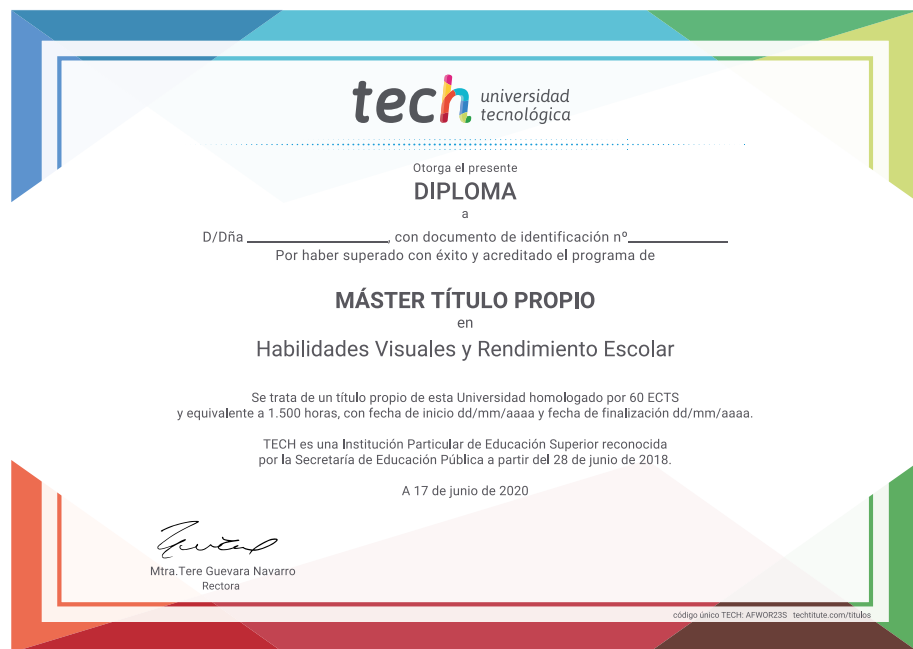 tech universidad
tecnológica
Otorga el presente
DIPLOMA
a
D/Dña ______________, con documento de identificación nº__________
Por haber superado con éxito y acreditado el programa de
MÁSTER TÍTULO PROPIO
en
Habilidades Visuales y Rendimiento Escolar
Se trata de un título propio de esta Universidad homologado por 60 ECTS
y equivalente a 1.500 horas, con fecha de inicio dd/mm/aaaa y fecha de finalización dd/mm/aaaa.
TECH es una Institución Particular de Educación Superior reconocida
por la Secretaría de Educación Pública a partir del 28 de junio de 2018.
A 17 de junio de 2020
Mtra.Tere Guevara Navarro
Rectora
código único TECH: AFWOR23S techtitute.com/titulos